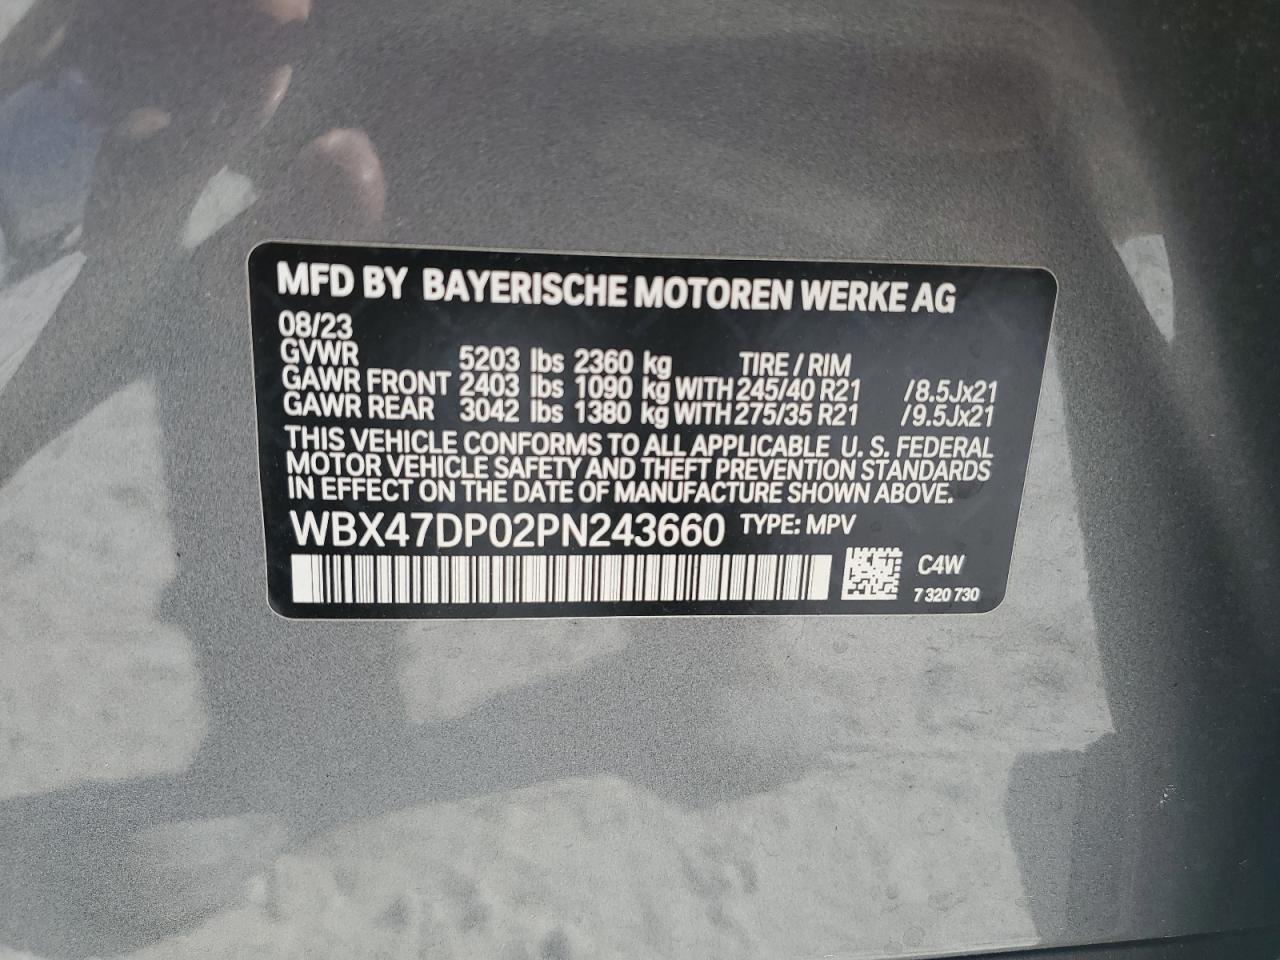 MFD BY BAYERISCHE MOTOREN WERKE AG
08/23
GVWR 5203 lbs 2360 kg TIRE / RIM
GAWR FRONT 2403 lbs 1090 kg WITH 245/40 R21 /8.5Jx21
GAWR REAR 3042 lbs 1380 kg WITH 275/35 R21 /9.5Jx21
THIS VEHICLE CONFORMS TO ALL APPLICABLE U. S. FEDERAL
MOTOR VEHICLE SAFETY AND THEFT PREVENTION STANDARDS
IN EFFECT ON THE DATE OF MANUFACTURE SHOWN ABOVE.
WBX47DP02PN243660 TYPE: MPV
C4W
7 320 730